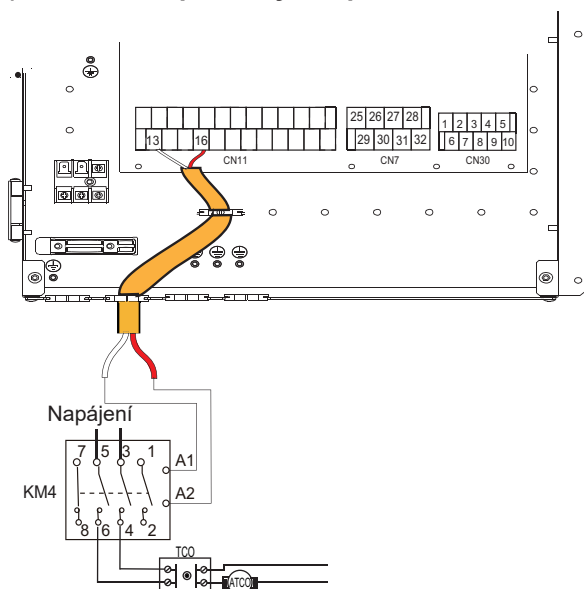 25 26 27 28
1 2 3 4 5
13 16
29 30 31 32
6 7 8 9 10
CN11 CN7 CN30
Napájení
7 5 3 1
A1
KM4
A2
8 6 4 2
TCO
ATCO